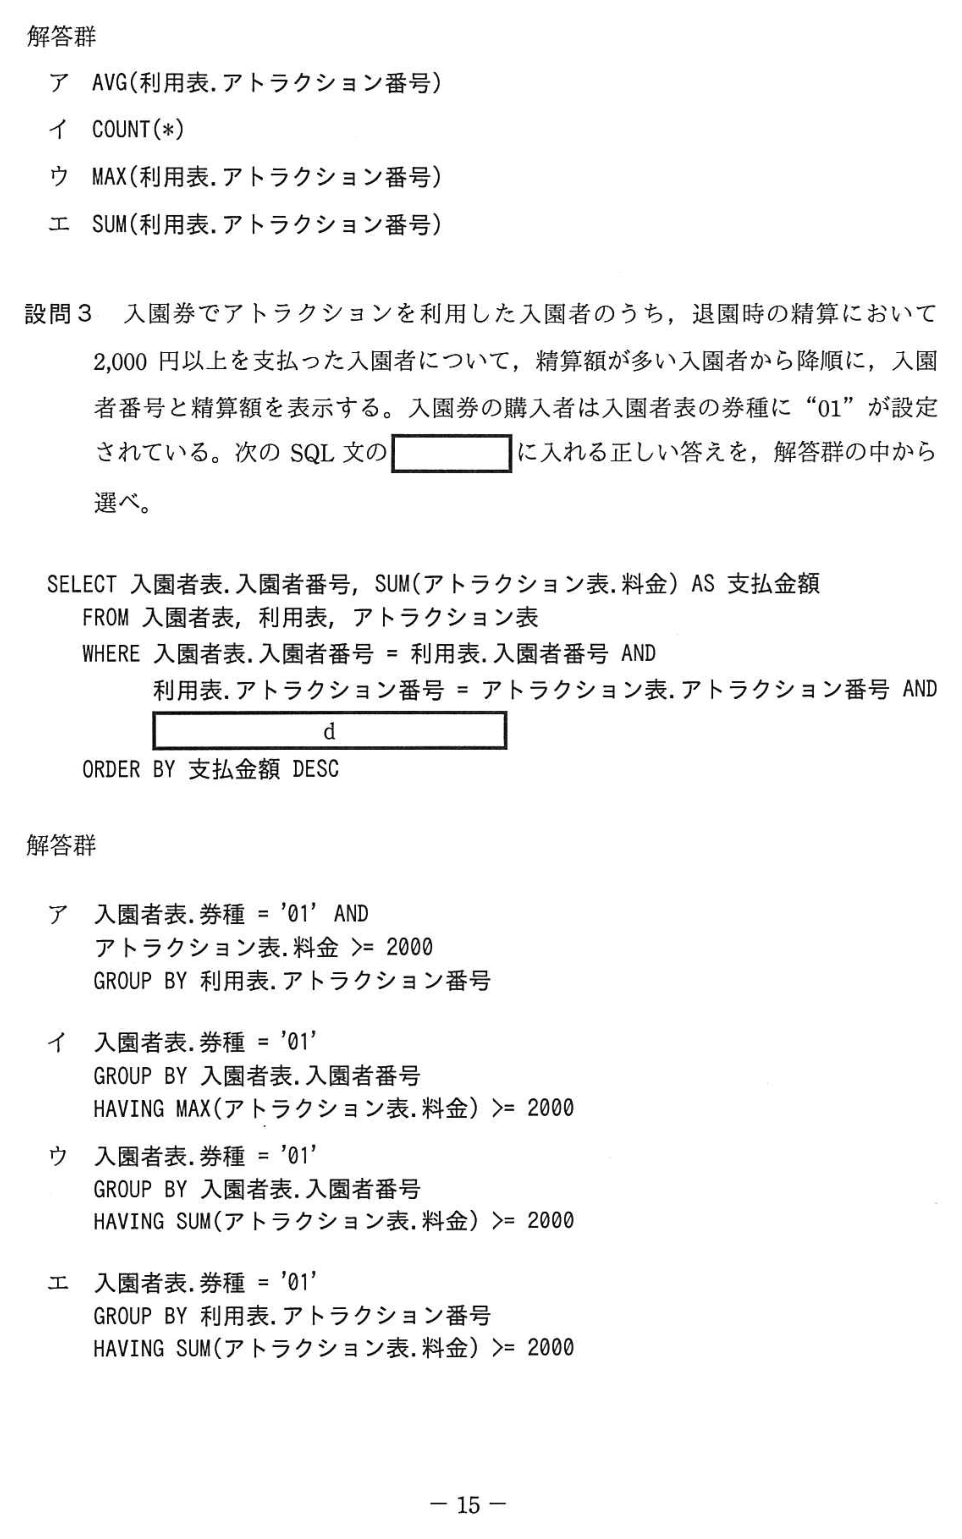 解答群
ア AVG(利用表.アトラクション番号)
イ COUNT(*)
ウ MAX(利用表.アトラクション番号)
エ SUM(利用表.アトラクション番号)
設問3 入園券でアトラクションを利用した入園者のうち，退園時の精算において
2,000 円以上を支払った入園者について，精算額が多い入園者から降順に，入園
者番号と精算額を表示する。入園券の購入者は入園者表の券種に“01”が設定
されている。次の SQL 文の に入れる正しい答えを，解答群の中から
選べ。
SELECT 入園者表.入園者番号, SUM(アトラクション表.料金) AS 支払金額
FROM 入園者表, 利用表, アトラクション表
WHERE 入園者表.入園者番号 = 利用表.入園者番号 AND
利用表.アトラクション番号 = アトラクション表.アトラクション番号 AND
d
ORDER BY 支払金額 DESC
解答群
ア 入園者表.券種 = '01' AND
アトラクション表.料金 >= 2000
GROUP BY 利用表.アトラクション番号
イ 入園者表.券種 = '01'
GROUP BY 入園者表.入園者番号
HAVING MAX(アトラクション表.料金) >= 2000
ウ 入園者表.券種 = '01'
GROUP BY 入園者表.入園者番号
HAVING SUM(アトラクション表.料金) >= 2000
エ 入園者表.券種 = '01'
GROUP BY 利用表.アトラクション番号
HAVING SUM(アトラクション表.料金) >= 2000
－ 15 －